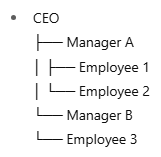 • CEO
├── Manager A
│ ├── Employee 1
│ └── Employee 2
└── Manager B
└── Employee 3